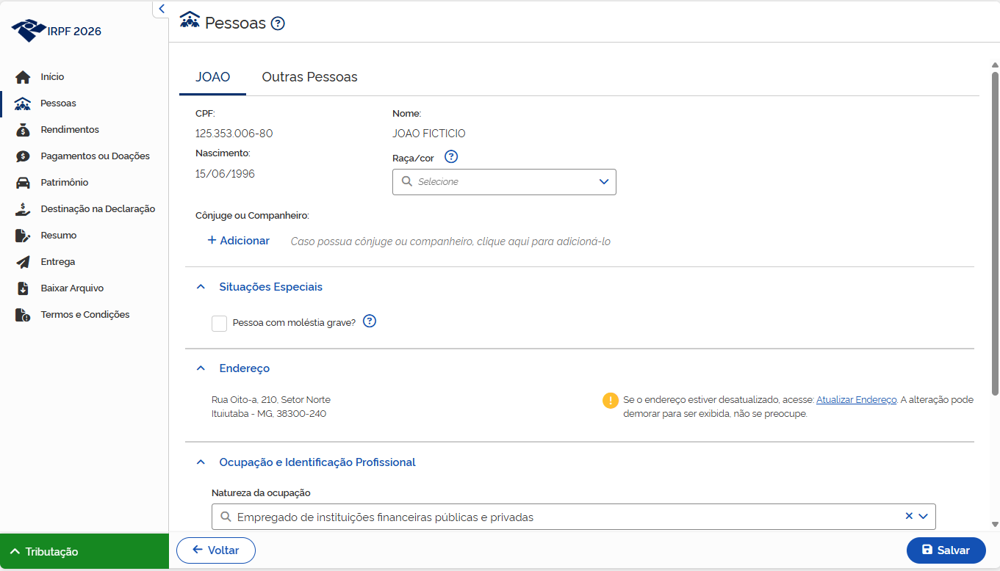 IRPF 2026
Início
Pessoas
Rendimentos
Pagamentos ou Doações
Patrimônio
Destinação na Declaração
Resumo
Entrega
Baixar Arquivo
Termos e Condições
Tributação
Pessoas ?
JOAO Outras Pessoas
CPF: Nome:
125.353.006-80 JOAO FICTICIO
Nascimento: Raça/cor ?
15/06/1996
Selecione
Cônjuge ou Companheiro:
+ Adicionar Caso possua cônjuge ou companheiro, clique aqui para adicioná-lo
Situações Especiais
Pessoa com moléstia grave? ?
Endereço
Rua Oito-a, 210, Setor Norte
Ituiutaba - MG, 38300-240
! Se o endereço estiver desatualizado, acesse: Atualizar Endereço. A alteração pode
demorar para ser exibida, não se preocupe.
Ocupação e Identificação Profissional
Natureza da ocupação
Empregado de instituições financeiras públicas e privadas
Voltar Salvar